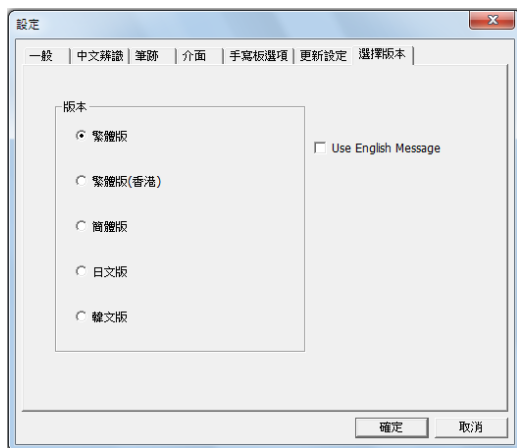 設定
一般 中文辨識 筆跡 介面 手寫板選項 更新設定 選擇版本
版本
繁體版
Use English Message
繁體版(香港)
簡體版
日文版
韓文版
確定 取消